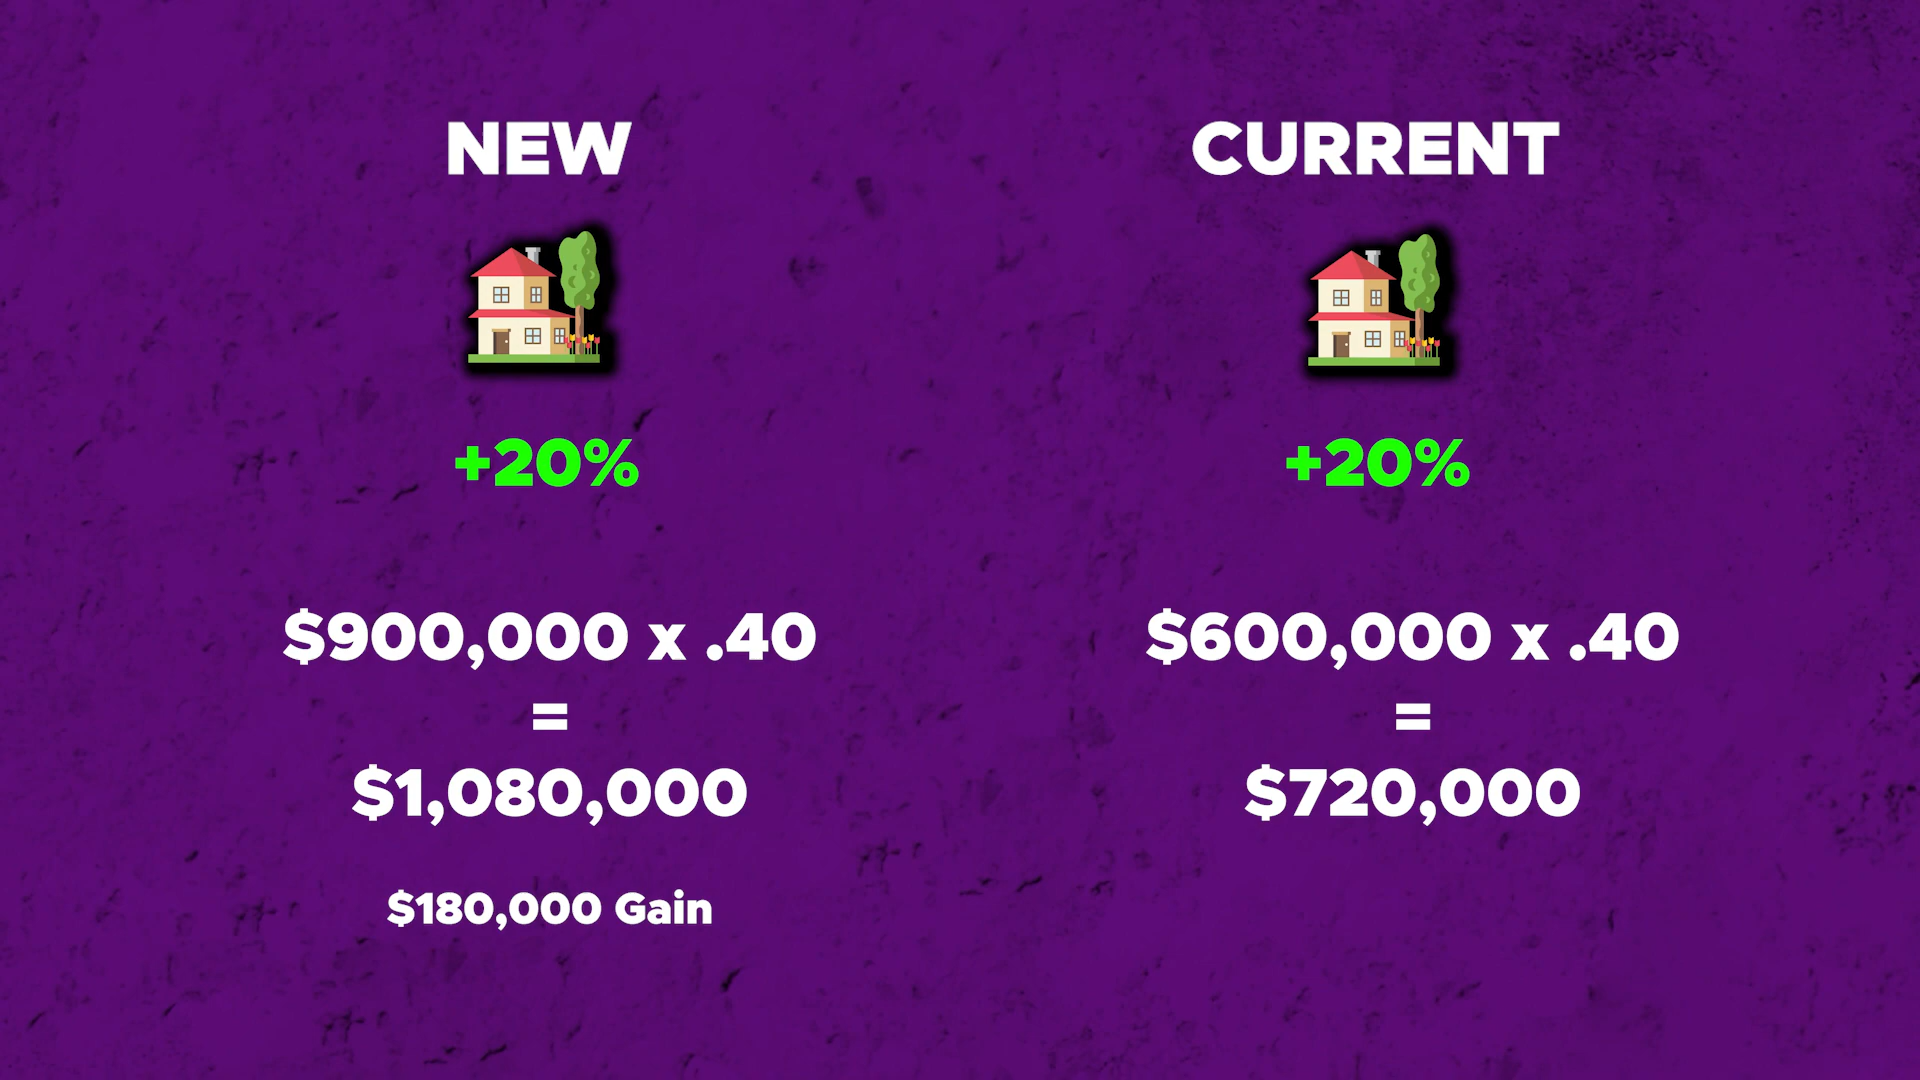 NEW
+20%
$900,000 x .40
=
$1,080,000
$180,000 Gain
CURRENT
+20%
$600,000 x .40
=
$720,000